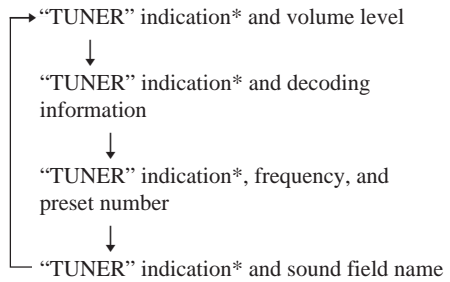 “TUNER” indication* and volume level
“TUNER” indication* and decoding
information
“TUNER” indication*, frequency, and
preset number
“TUNER” indication* and sound field name